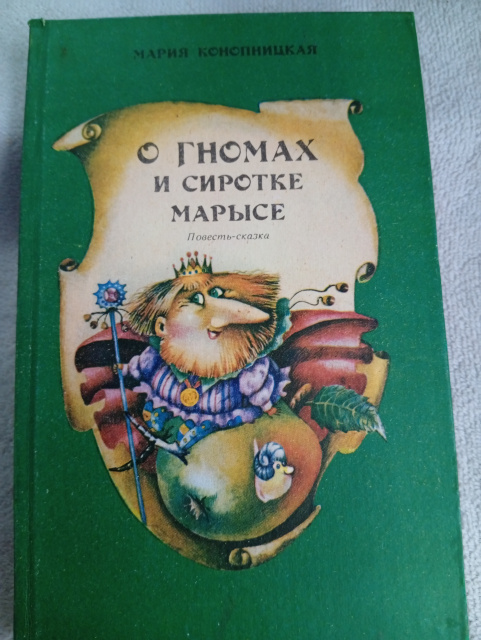 МАРИЯ КОНОПНИЦКАЯ
О ГНОМАХ
И СИРОТКЕ
МАРЫСЕ
Повесть-сказка